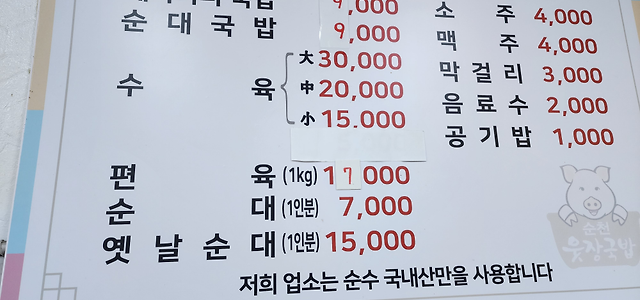 9,000
순대국밥 9,000
수육 大 30,000
中 20,000
小 15,000
편육 (1kg) 17,000
순대 (1인분) 7,000
옛날순대 (1인분) 15,000
소주 4,000
맥주 4,000
막걸리 3,000
음료수 2,000
공기밥 1,000
순천
웃장국밥
저희 업소는 순수 국내산만을 사용합니다